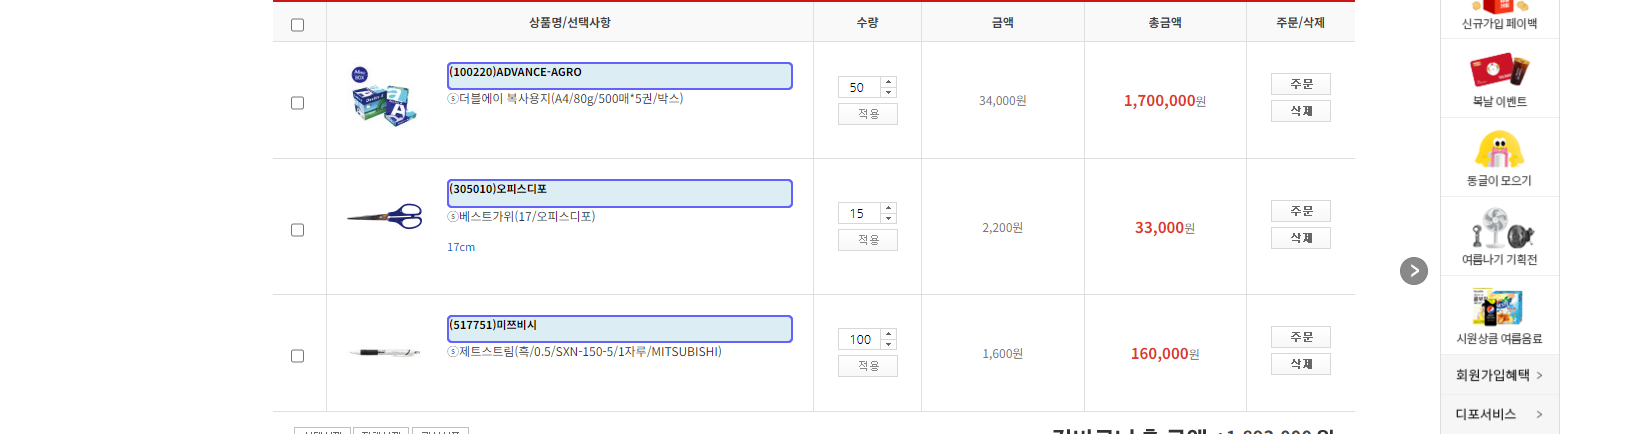 상품명/선택사항 수량 금액 총금액 주문/삭제
(100220)ADVANCE-AGRO
ⓢ더블에이 복사용지(A4/80g/500매*5권/박스)
50
적용
34,000원
1,700,000원
주문
삭제
(305010)오피스디포
ⓢ베스트가위(17/오피스디포)
17cm
15
적용
2,200원
33,000원
주문
삭제
(517751)미쯔비시
ⓢ제트스트림(흑/0.5/SXN-150-5/1자루/MITSUBISHI)
100
적용
1,600원
160,000원
주문
삭제
신규가입 페이백
복날 이벤트
동글이 모으기
여름나기 기획전
시원상큼 여름음료
회원가입혜택 >
디포서비스 >